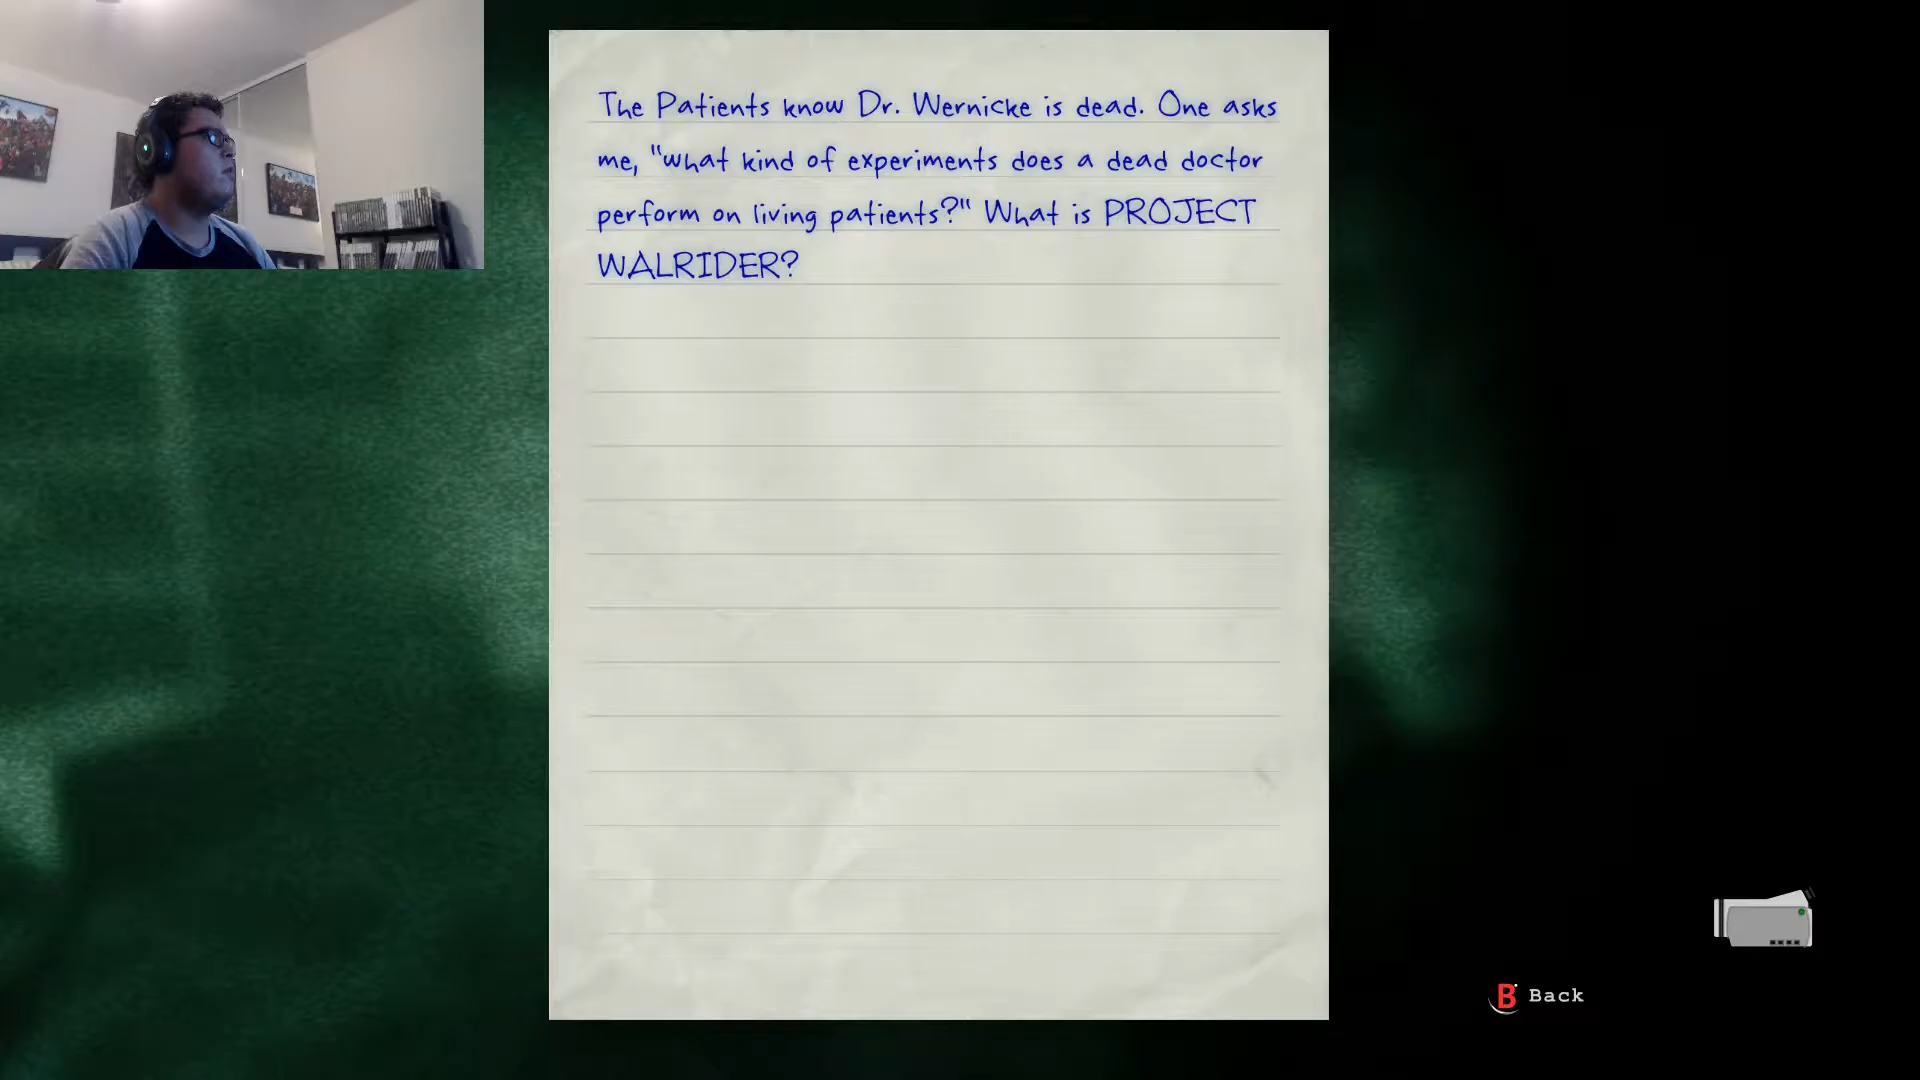 The Patients know Dr. Wernicke is dead. One asks
me, "what kind of experiments does a dead doctor
perform on living patients?" What is PROJECT
WALRIDER?
B Back